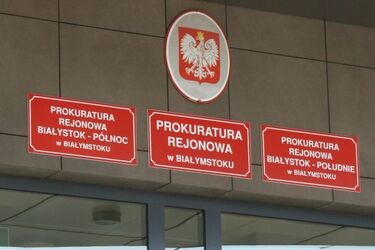 PROKURATURA
REJONOWA
BIAŁYSTOK - PÓŁNOC
w BIAŁYMSTOKU
PROKURATURA
REJONOWA
w BIAŁYMSTOKU
PROKURATURA
REJONOWA
BIAŁYSTOK - POŁUDNIE
w BIAŁYMSTOKU